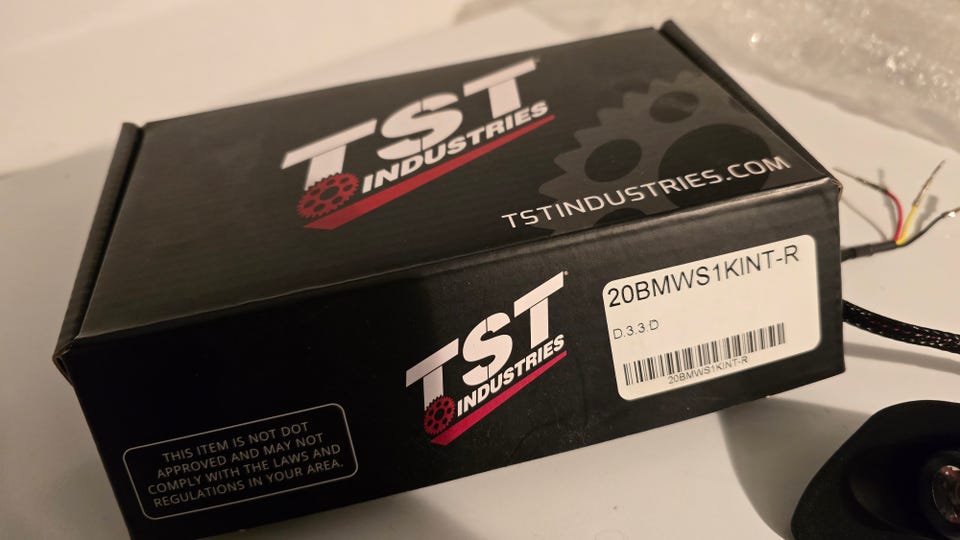 TST
INDUSTRIES
TSTINDUSTRIES.COM
TST
INDUSTRIES
20BMWS1KINT-R
D.3.3.D
20BMWS1KINT-R
THIS ITEM IS NOT DOT
APPROVED AND MAY NOT
COMPLY WITH THE LAWS AND
REGULATIONS IN YOUR AREA.